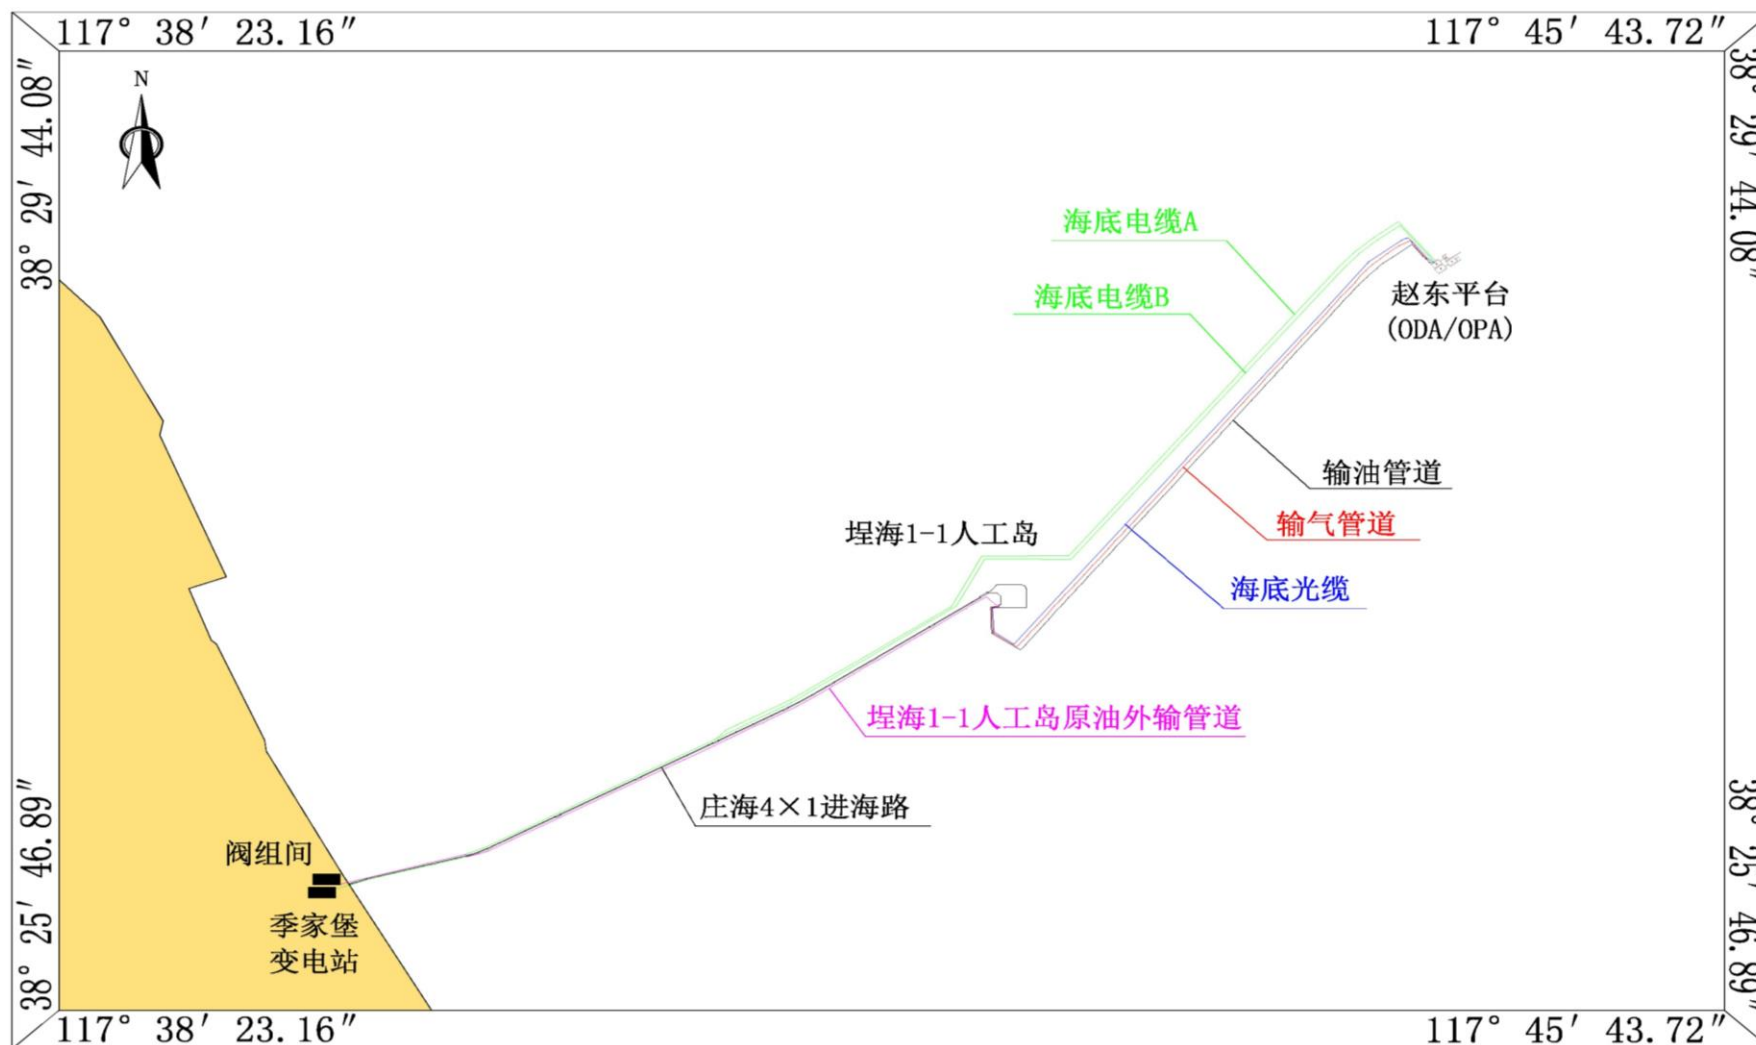 117° 38′ 23.16″
117° 45′ 43.72″
38° 29′ 44.08″
38° 29′ 44.08″
N
海底电缆A
海底电缆B
赵东平台
(ODA/OPA)
输油管道
输气管道
埕海1-1人工岛
海底光缆
埕海1-1人工岛原油外输管道
庄海4×1进海路
阀组间
季家堡
变电站
38° 25′ 46.89″
38° 25′ 46.89″
117° 38′ 23.16″
117° 45′ 43.72″